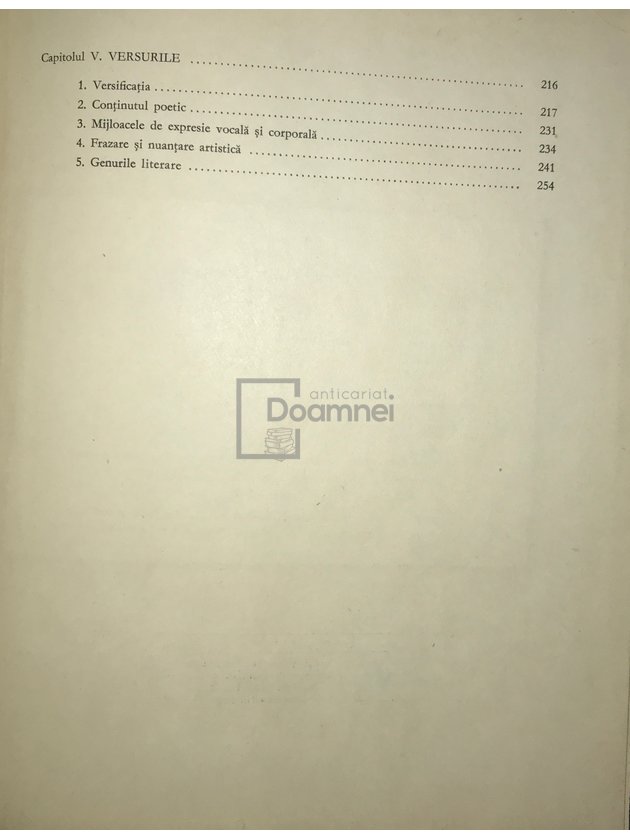 Capitolul V. VERSURILE ........ 216
1. Versificația ........ 217
2. Conținutul poetic ........ 231
3. Mijloacele de expresie vocală și corporală ........ 234
4. Frazare și nuanțare artistică ........ 241
5. Genurile literare ........ 254
anticariat
Doamnei